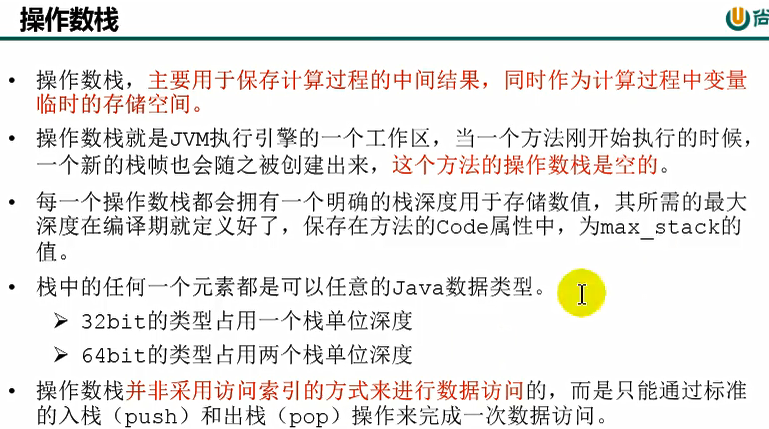 操作数栈
尚
• 操作数栈，主要用于保存计算过程的中间结果，同时作为计算过程中变量
临时的存储空间。
• 操作数栈就是JVM执行引擎的一个工作区，当一个方法刚开始执行的时候，
一个新的栈帧也会随之被创建出来，这个方法的操作数栈是空的。
• 每一个操作数栈都会拥有一个明确的栈深度用于存储数值，其所需的最大
深度在编译期就定义好了，保存在方法的Code属性中，为max_stack的
值。
• 栈中的任何一个元素都是可以任意的Java数据类型。
➢ 32bit的类型占用一个栈单位深度
➢ 64bit的类型占用两个栈单位深度
• 操作数栈并非采用访问索引的方式来进行数据访问的，而是只能通过标准
的入栈（push）和出栈（pop）操作来完成一次数据访问。